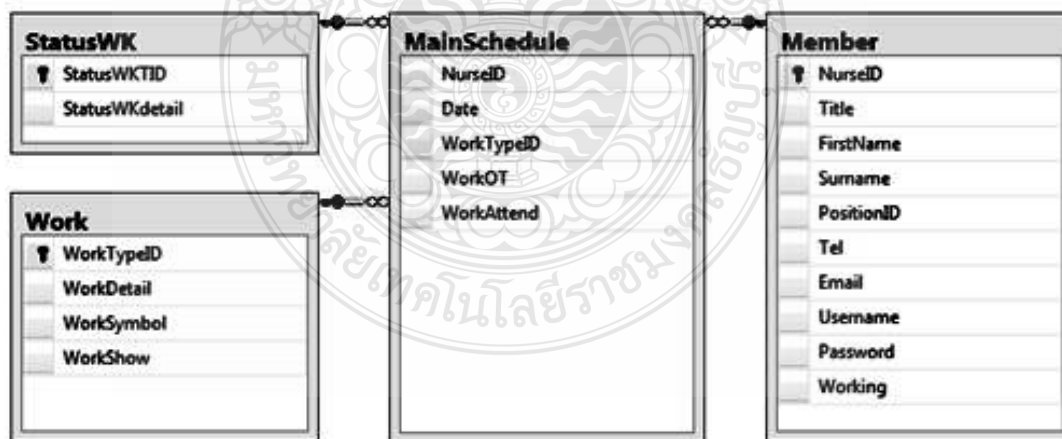 StatusWK
StatusWKTID
StatusWKdetail
Work
WorkTypeID
WorkDetail
WorkSymbol
WorkShow
MainSchedule
NurseID
Date
WorkTypeID
WorkOT
WorkAttend
Member
NurseID
Title
FirstName
Surname
PositionID
Tel
Email
Username
Password
Working